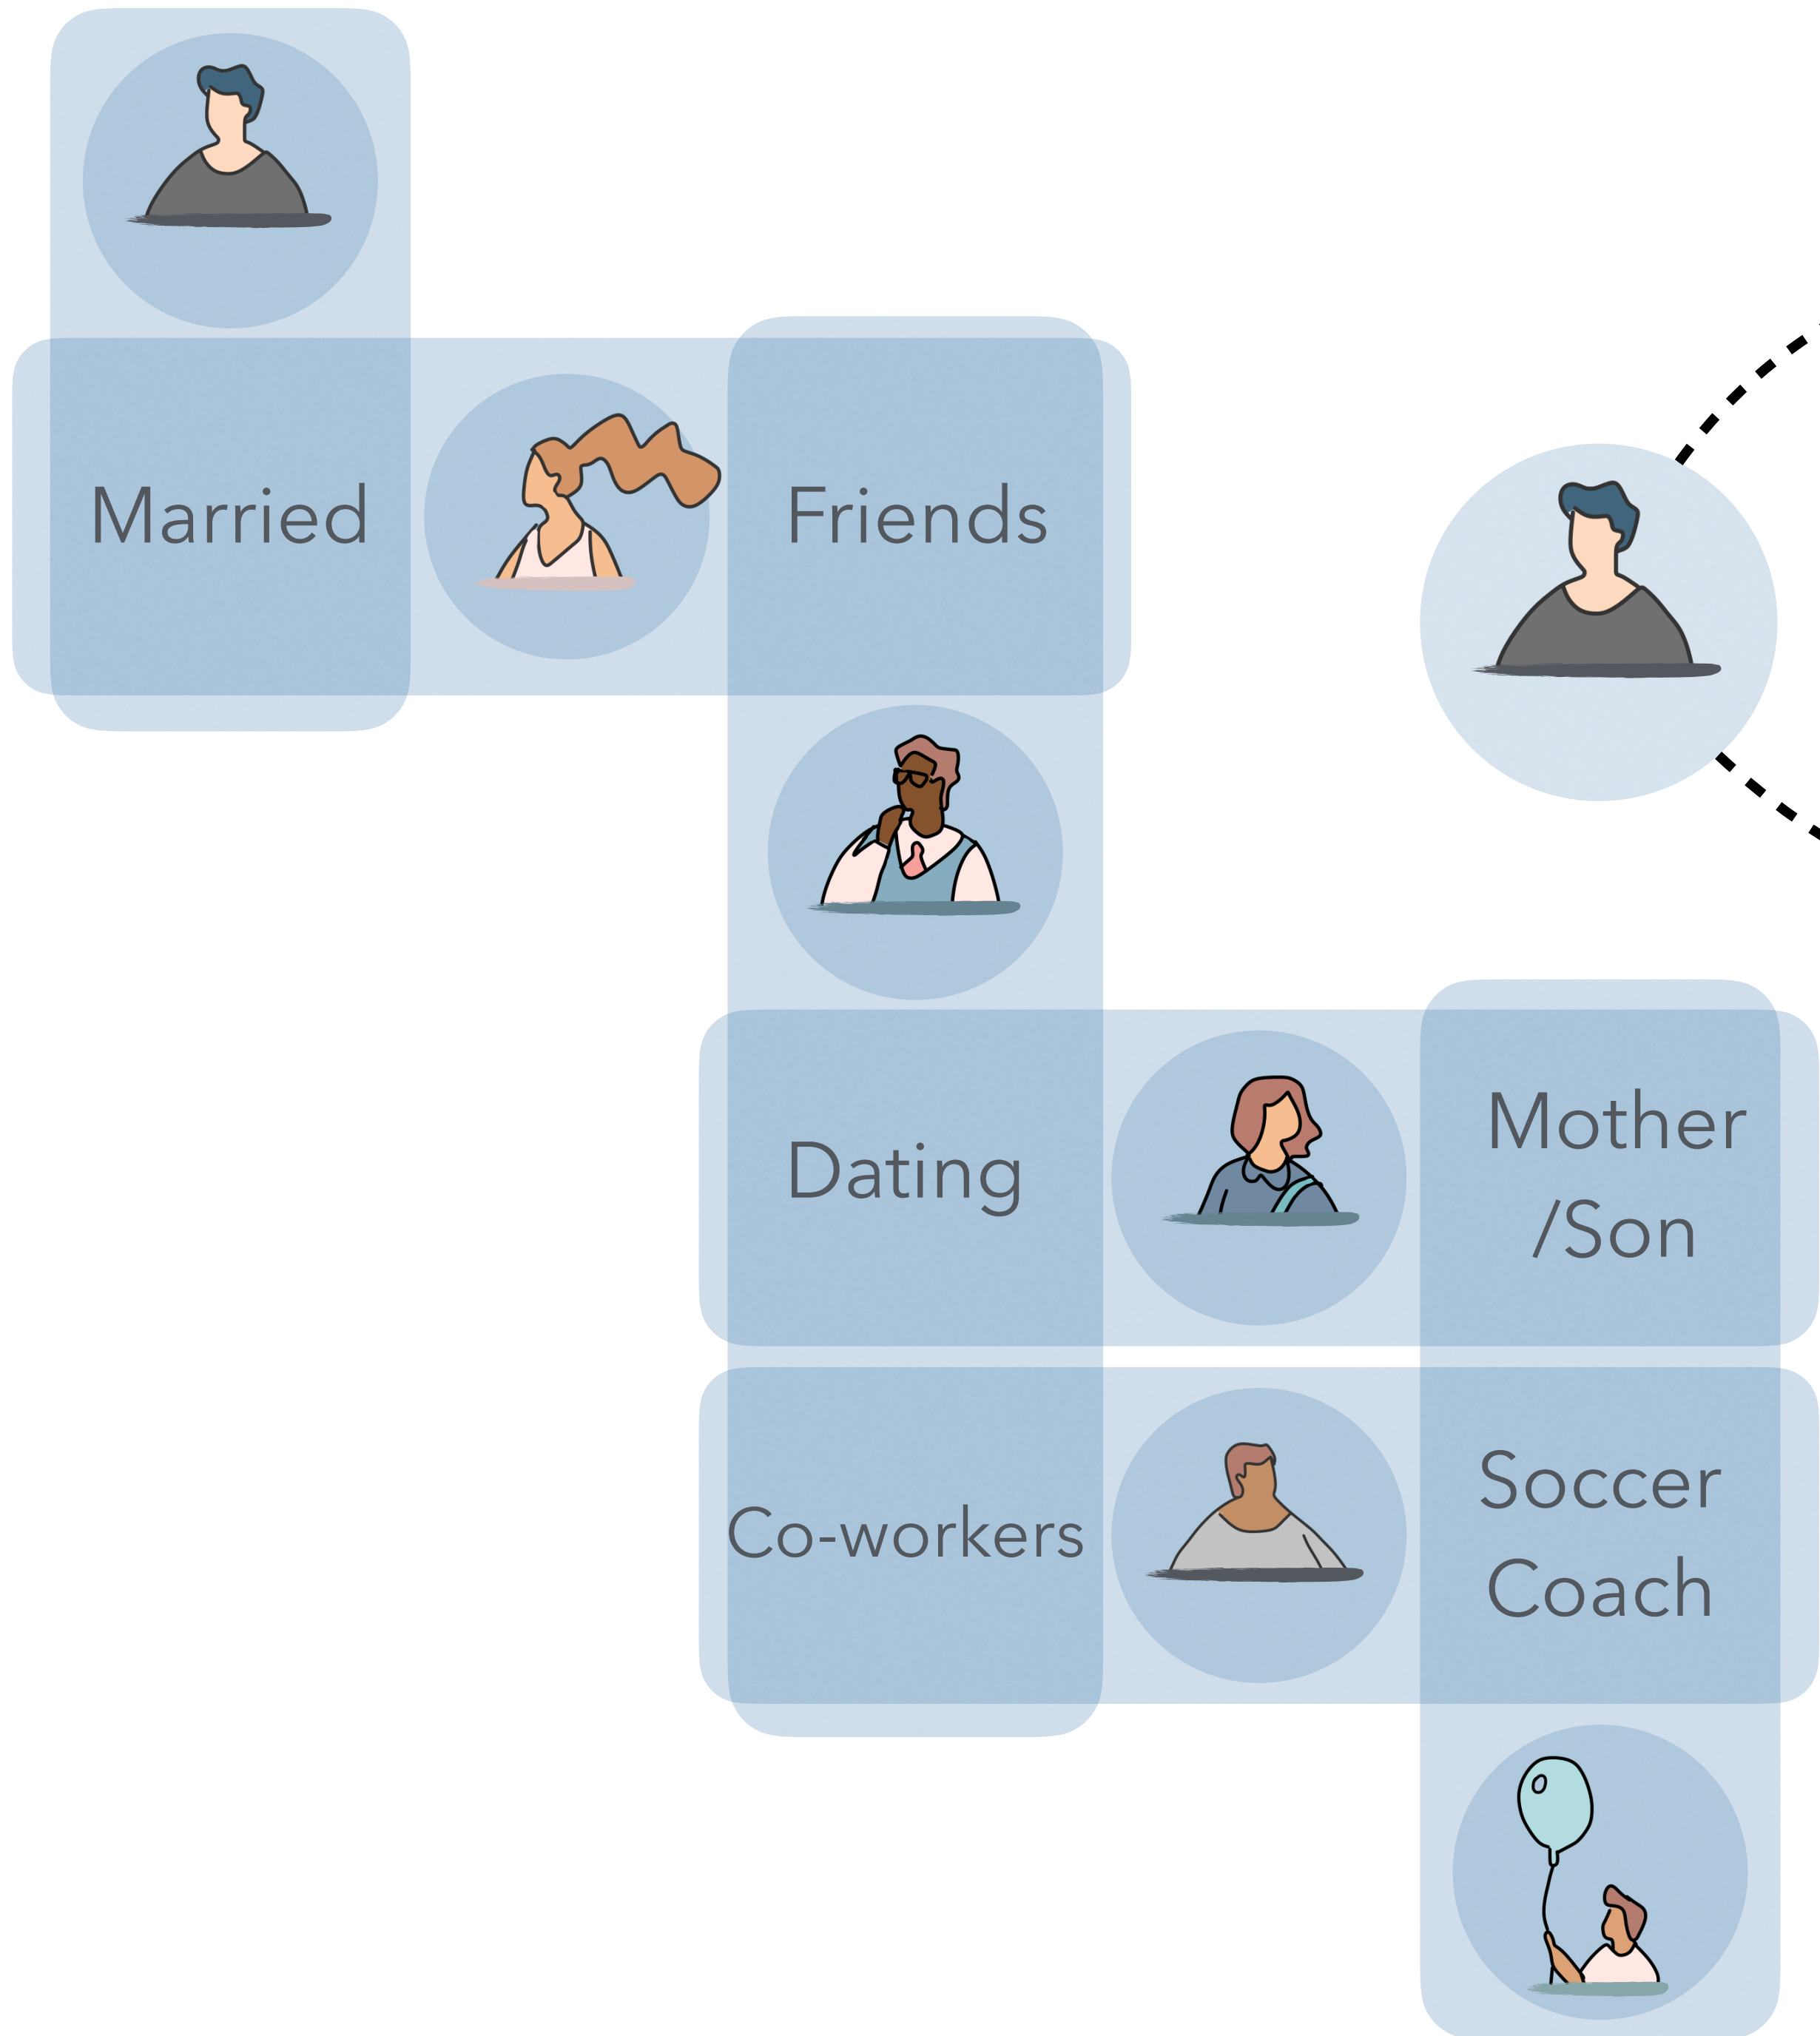 Married
Friends
Dating
Mother
/Son
Co-workers
Soccer
Coach